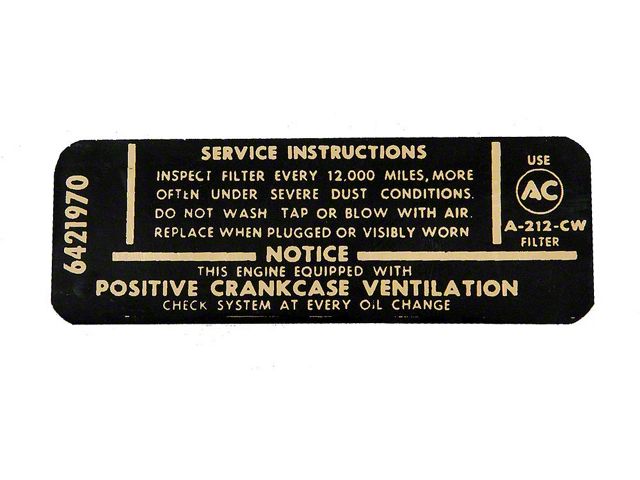 6421970
SERVICE INSTRUCTIONS
INSPECT FILTER EVERY 12,000 MILES, MORE
OFTEN UNDER SEVERE DUST CONDITIONS.
DO NOT WASH TAP OR BLOW WITH AIR.
REPLACE WHEN PLUGGED OR VISIBLY WORN
USE
AC
A-212-CW
FILTER
NOTICE
THIS ENGINE EQUIPPED WITH
POSITIVE CRANKCASE VENTILATION
CHECK SYSTEM AT EVERY OIL CHANGE